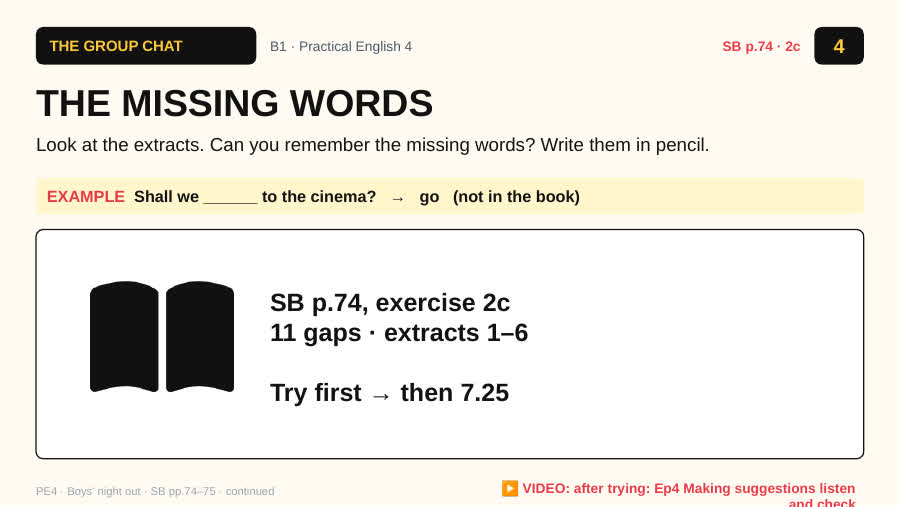 THE GROUP CHAT B1 · Practical English 4 SB p.74 · 2c 4
THE MISSING WORDS
Look at the extracts. Can you remember the missing words? Write them in pencil.
EXAMPLE Shall we ______ to the cinema? → go (not in the book)
SB p.74, exercise 2c
11 gaps · extracts 1–6
Try first → then 7.25
PE4 · Boys' night out · SB pp.74–75 · continued
▶️ VIDEO: after trying: Ep4 Making suggestions listen
and check